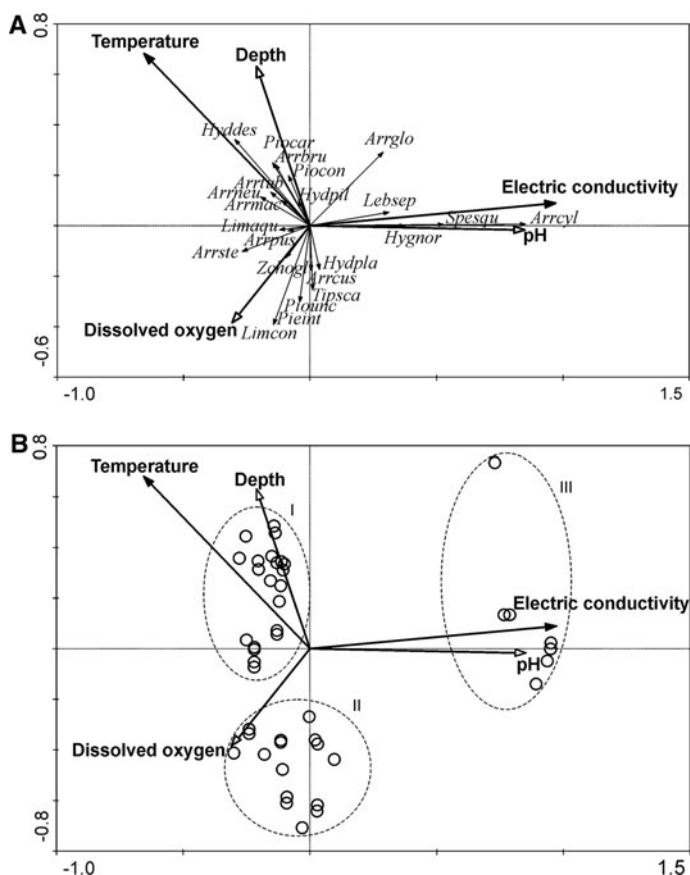 A
0.8
Temperature
Depth
Hyddes
Piocar
Arrbru
Arrglo
Piocon
Arrtub
Arrneu
Hydpil
Arrmac
Lebsep
Electric conductivity
Limaqu
Spesqu
Arrcyl
Arrpus
Hygnor
pH
Arrste
Zchogl
Hydpla
Arrcus
Tipsca
Piounc
Dissolved oxygen
Pieint
Limcon
-0.6
-1.0
1.5
B
0.8
Temperature
Depth
I
III
Electric conductivity
pH
II
Dissolved oxygen
-0.8
-1.0
1.5